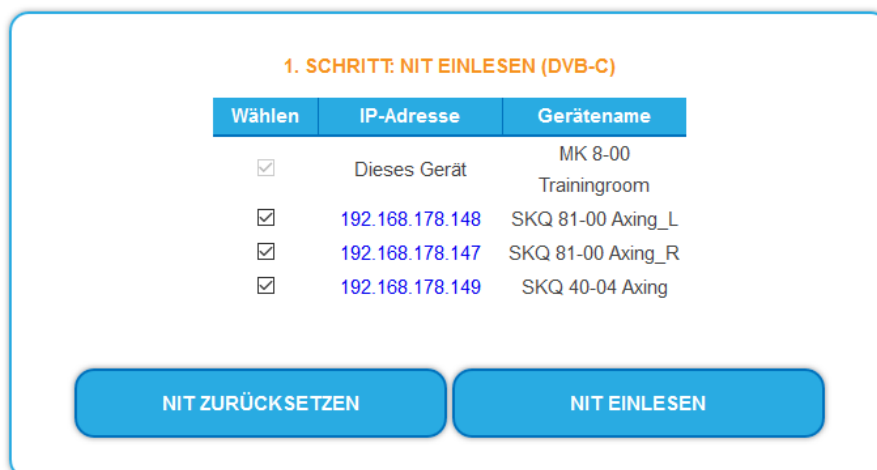 1. SCHRITT: NIT EINLESEN (DVB-C)
Wählen IP-Adresse Gerätename
Dieses Gerät MK 8-00
Trainingroom
192.168.178.148 SKQ 81-00 Axing_L
192.168.178.147 SKQ 81-00 Axing_R
192.168.178.149 SKQ 40-04 Axing
NIT ZURÜCKSETZEN NIT EINLESEN